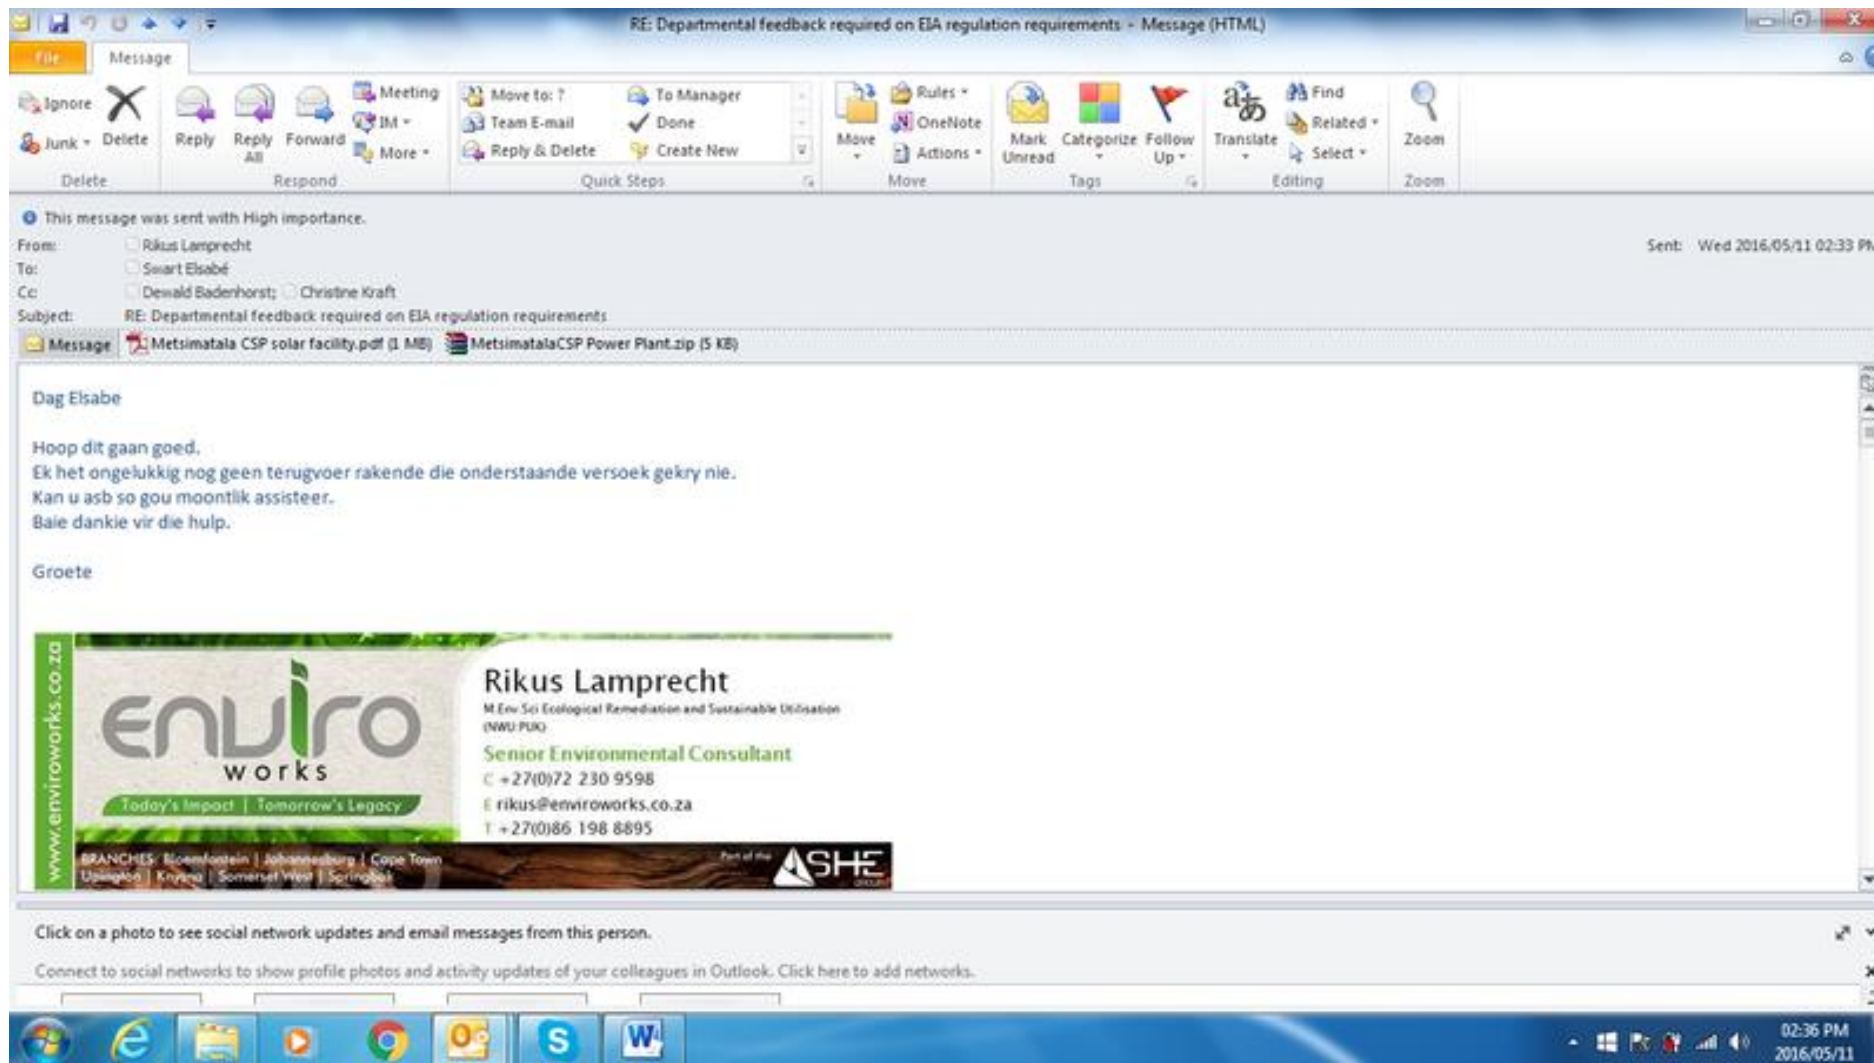 RE: Departmental feedback required on EIA regulation requirements - Message (HTML)
File Message
Ignore
Junk
Delete
Reply
Reply All
Forward
Meeting
IM
More
Move to: ?
Team E-mail
Reply & Delete
To Manager
Done
Create New
Move
Rules
OneNote
Actions
Mark Unread
Categorize
Follow Up
Translate
Find
Related
Select
Zoom
Delete Respond Quick Steps Move Tags Editing Zoom
This message was sent with High importance.
From: Rikus Lamprecht Sent: Wed 2016/05/11 02:33 PM
To: Swart Elsabé
Cc: Dewald Badenhorst; Christine Kraft
Subject: RE: Departmental feedback required on EIA regulation requirements
Message Metsimatala CSP solar facility.pdf (1 MB) MetsimatalaCSP Power Plant.zip (5 KB)
Dag Elsabe
Hoop dit gaan goed.
Ek het ongelukkig nog geen terugvoer rakende die onderstaande versoek gekry nie.
Kan u asb so gou moontlik assisteer.
Baie dankie vir die hulp.
Groete
www.enviroworks.co.za
enviro
works
Today's Impact | Tomorrow's Legacy
Rikus Lamprecht
M.Env Sci Ecological Remediation and Sustainable Utilisation
(NWU:PUK)
Senior Environmental Consultant
C +27(0)72 230 9598
E rikus@enviroworks.co.za
T +27(0)86 198 8895
BRANCHES: Bloemfontein | Johannesburg | Cape Town
Upington | Knysna | Somerset West | Springbok
Part of the
SHE
GROUP
Click on a photo to see social network updates and email messages from this person.
Connect to social networks to show profile photos and activity updates of your colleagues in Outlook. Click here to add networks.
02:36 PM
2016/05/11